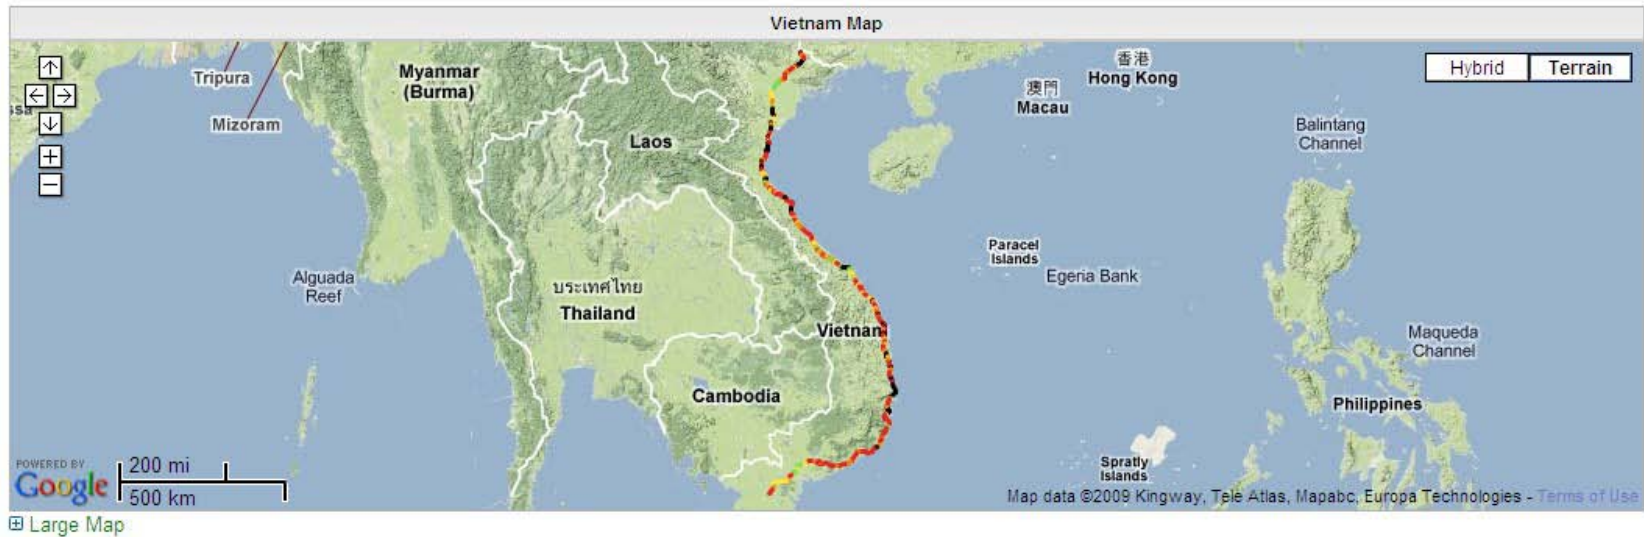 Vietnam Map
Hybrid
Terrain
Tripura
Mizoram
Myanmar
(Burma)
ssa
Laos
香港
Hong Kong
澳門
Macau
Balintang
Channel
Paracel
Islands
Egeria Bank
Alguada
Reef
ประเทศไทย
Thailand
Vietnam
Maqueda
Channel
Cambodia
Philippines
Spratly
Islands
POWERED BY
Google
200 mi
500 km
Map data ©2009 Kingway, Tele Atlas, Mapabc, Europa Technologies - Terms of Use
Large Map